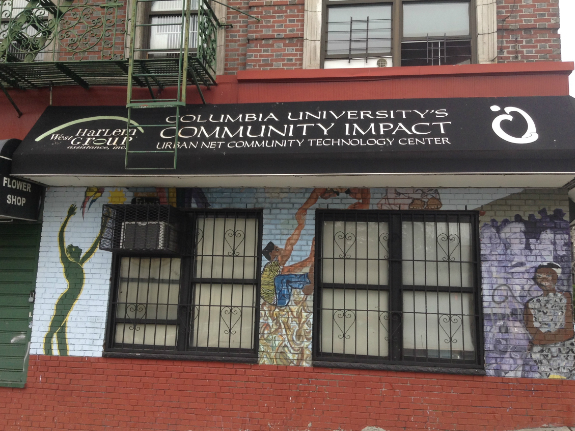 COLUMBIA UNIVERSITY'S
COMMUNITY IMPACT
URBAN NET COMMUNITY TECHNOLOGY CENTER
West HARLEM
GROUP
assistance, inc.
FLOWER
SHOP